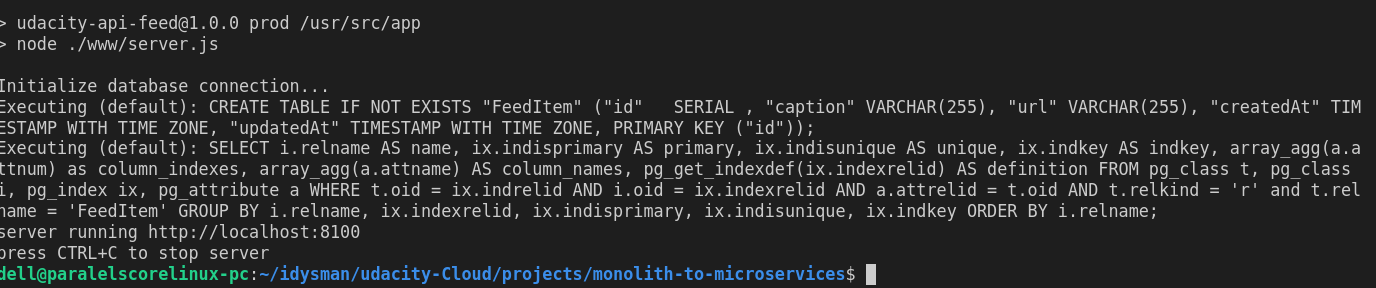 > udacity-api-feed@1.0.0 prod /usr/src/app
> node ./www/server.js
Initialize database connection...
Executing (default): CREATE TABLE IF NOT EXISTS "FeedItem" ("id"   SERIAL , "caption" VARCHAR(255), "url" VARCHAR(255), "createdAt" TIM
ESTAMP WITH TIME ZONE, "updatedAt" TIMESTAMP WITH TIME ZONE, PRIMARY KEY ("id"));
Executing (default): SELECT i.relname AS name, ix.indisprimary AS primary, ix.indisunique AS unique, ix.indkey AS indkey, array_agg(a.a
ttnum) as column_indexes, array_agg(a.attname) AS column_names, pg_get_indexdef(ix.indexrelid) AS definition FROM pg_class t, pg_class
i, pg_index ix, pg_attribute a WHERE t.oid = ix.indrelid AND i.oid = ix.indexrelid AND a.attrelid = t.oid AND t.relkind = 'r' and t.rel
name = 'FeedItem' GROUP BY i.relname, ix.indexrelid, ix.indisprimary, ix.indisunique, ix.indkey ORDER BY i.relname;
server running http://localhost:8100
press CTRL+C to stop server
dell@paralelscorelinux-pc:~/idysman/udacity-Cloud/projects/monolith-to-microservices$